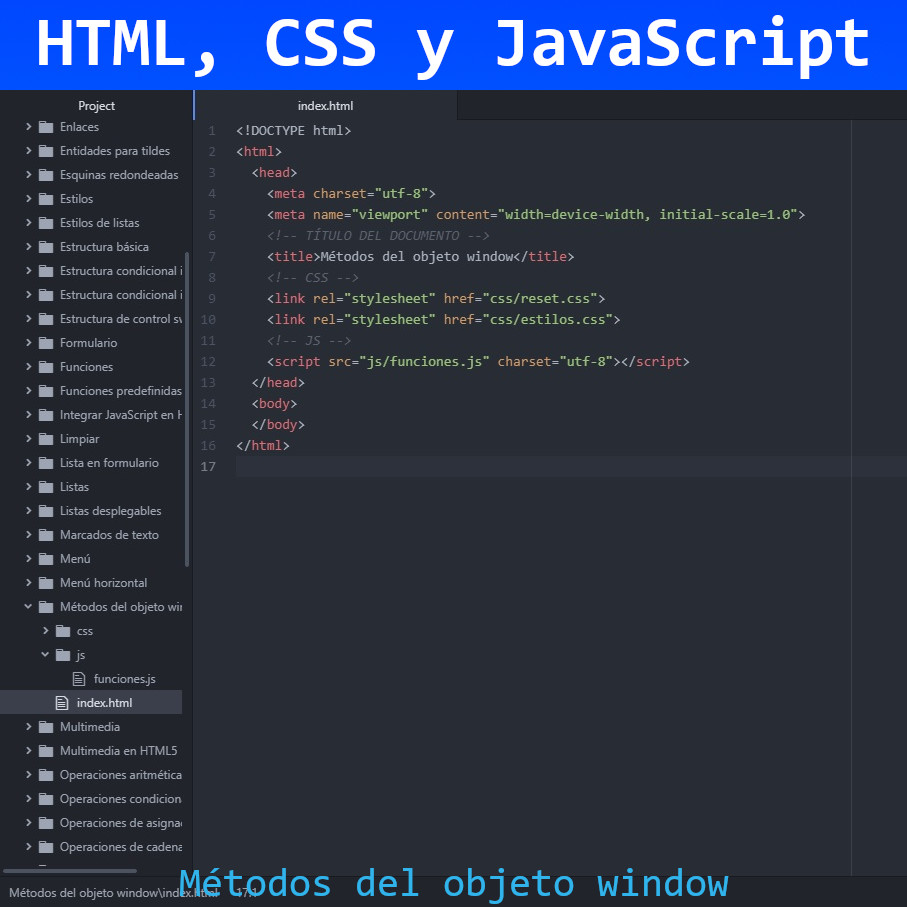 HTML, CSS y JavaScript
Project
Enlaces
Entidades para tildes
Esquinas redondeadas
Estilos
Estilos de listas
Estructura básica
Estructura condicional i
Estructura condicional i
Estructura de control sw
Formulario
Funciones
Funciones predefinidas
Integrar JavaScript en H
Limpiar
Lista en formulario
Listas
Listas desplegables
Marcados de texto
Menú
Menú horizontal
Métodos del objeto win
css
js
funciones.js
index.html
Multimedia
Multimedia en HTML5
Operaciones aritmética
Operaciones condicion
Operaciones de asigna
Operaciones de cadena
index.html
1 <!DOCTYPE html>
2 <html>
3 <head>
4 <meta charset="utf-8">
5 <meta name="viewport" content="width=device-width, initial-scale=1.0">
6 <!-- TÍTULO DEL DOCUMENTO -->
7 <title>Métodos del objeto window</title>
8 <!-- CSS -->
9 <link rel="stylesheet" href="css/reset.css">
10 <link rel="stylesheet" href="css/estilos.css">
11 <!-- JS -->
12 <script src="js/funciones.js" charset="utf-8"></script>
13 </head>
14 <body>
15 </body>
16 </html>
17
Métodos del objeto window\index.html 17:1
Métodos del objeto window